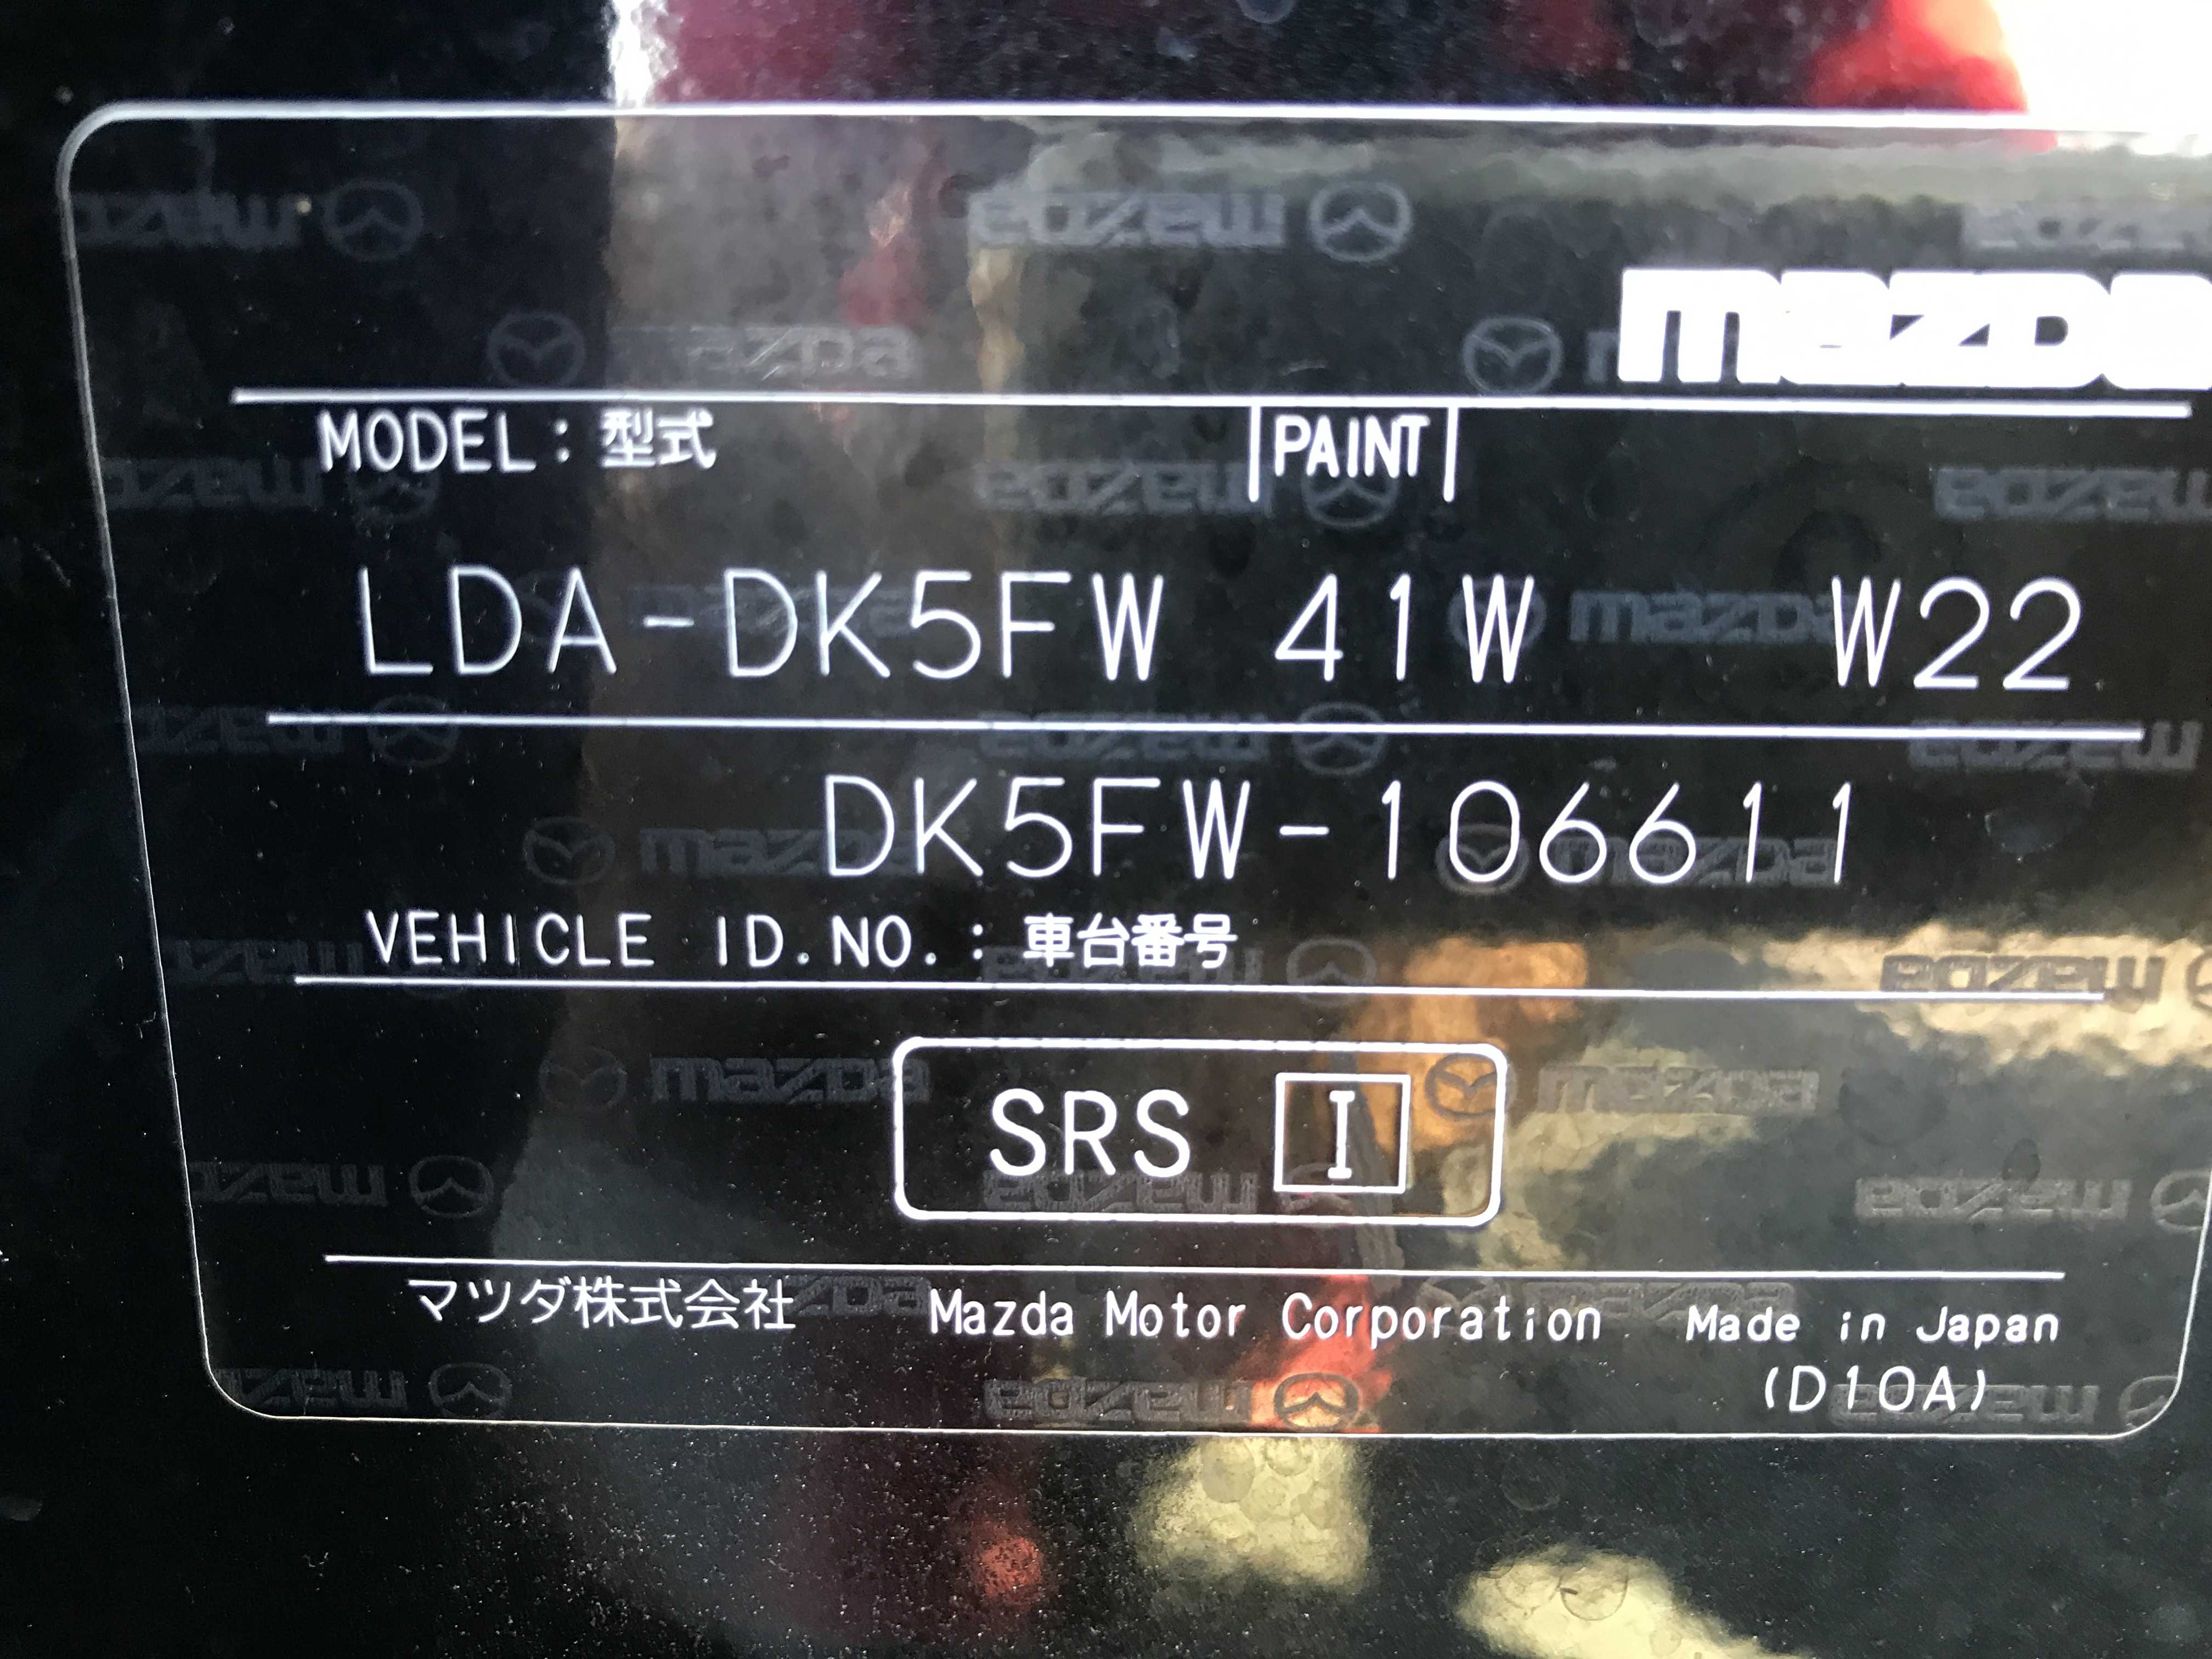 mazda
MODEL: 型式 PAINT
LDA-DK5FW 41W W22
DK5FW-106611
VEHICLE ID.NO.: 車台番号
SRS I
マツダ株式会社 Mazda Motor Corporation Made in Japan
(D10A)